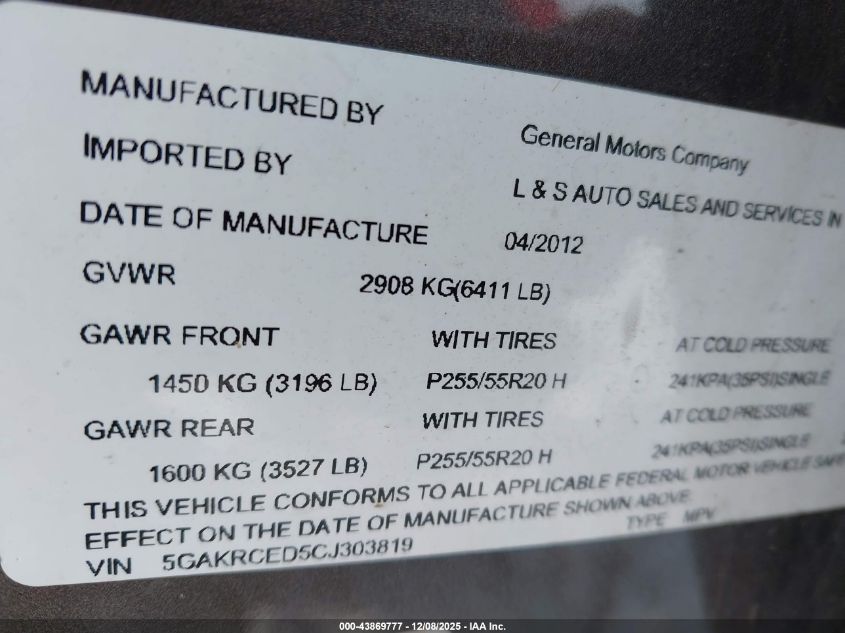 MANUFACTURED BY General Motors Company
IMPORTED BY L & S AUTO SALES AND SERVICES IN
DATE OF MANUFACTURE 04/2012
GVWR 2908 KG(6411 LB)
GAWR FRONT WITH TIRES AT COLD PRESSURE
1450 KG (3196 LB) P255/55R20 H 241KPA(35PSI)SINGLE
GAWR REAR WITH TIRES AT COLD PRESSURE
1600 KG (3527 LB) P255/55R20 H 241KPA(35PSI)SINGLE
THIS VEHICLE CONFORMS TO ALL APPLICABLE FEDERAL MOTOR VEHICLE SAFE
EFFECT ON THE DATE OF MANUFACTURE SHOWN ABOVE.
VIN 5GAKRCED5CJ303819 TYPE MPV
000-43869777 - 12/08/2025 - IAA Inc.